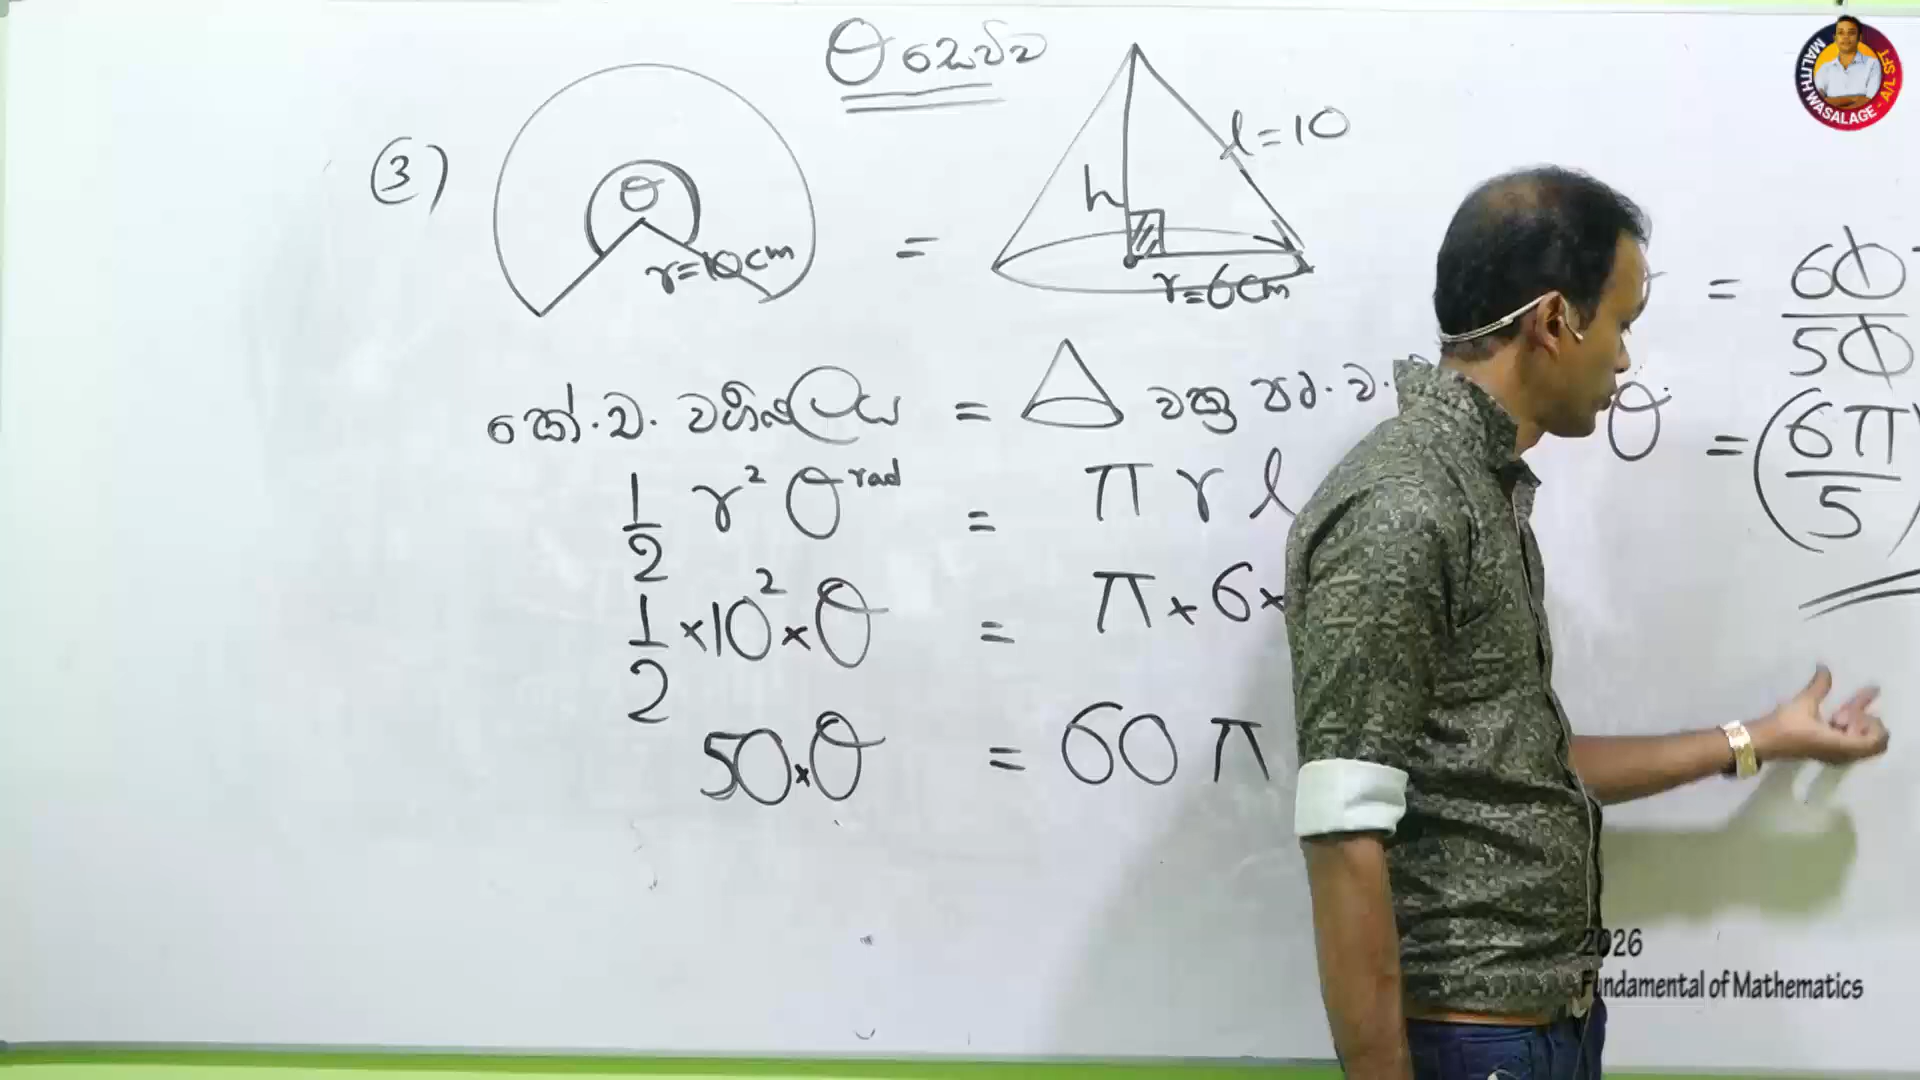 θ සොයව
3)
θ
r=10cm
=
h
l=10
r=6cm
කේ.ඛ. වර්ගඵලය = △ වක්‍ර පෘ.ව.
1/2 r² θ rad = π r l
1/2 ×10² × θ = π × 6 ×
50 × θ = 60 π
= 60 / 50
θ = (6π / 5)
MALITH WASALAGE - A/L SFT
2026
Fundamental of Mathematics